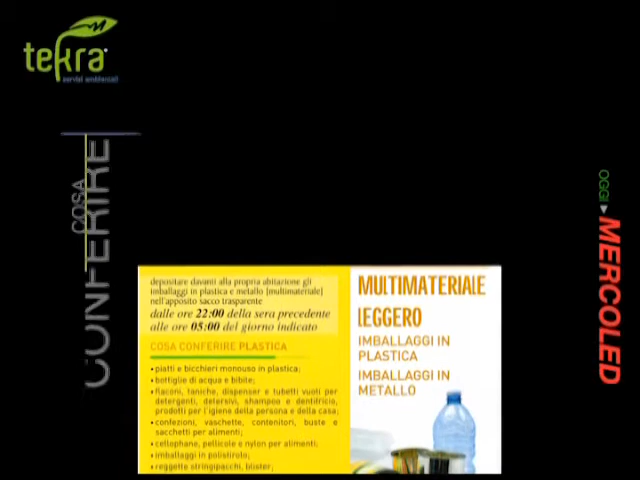 tekra
servizi ambientali
COSA
CONFERIRE
OGGI
MERCOLED
depositare davanti alla propria abitazione gli
imballaggi in plastica e metallo [multimateriale]
nell'apposito sacco trasparente
dalle ore 22:00 della sera precedente
alle ore 05:00 del giorno indicato
COSA CONFERIRE PLASTICA
• piatti e bicchieri monouso in plastica;
• bottiglie di acqua e bibite;
• flaconi, taniche, dispenser e tubetti vuoti per
detergenti, detersivi, shampoo e dentifricio,
prodotti per l'igiene della persona e della casa;
• confezioni, vaschette, contenitori, buste e
sacchetti per alimenti;
• cellophane, pellicole e nylon per alimenti;
• imballaggi in polistirolo;
• reggette stringipacchi, blister;
MULTIMATERIALE
LEGGERO
IMBALLAGGI IN
PLASTICA
IMBALLAGGI IN
METALLO